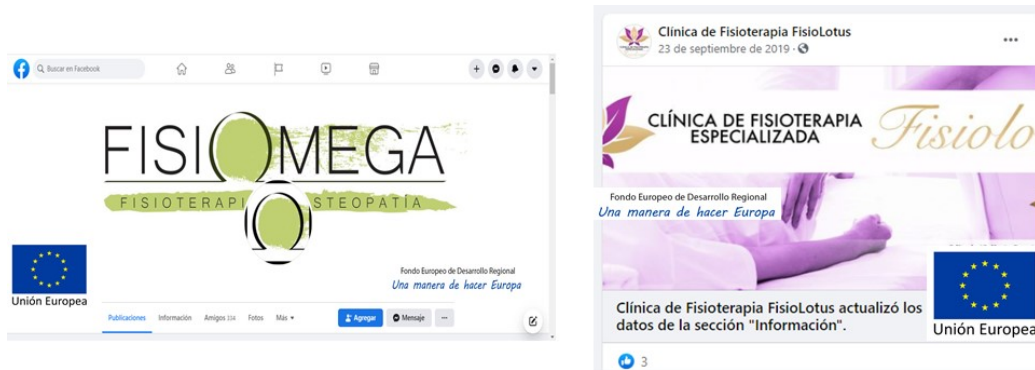 Buscar en Facebook
FISIOMEGA
FISIOTERAPIA OSTEOPATÍA
Unión Europea
Fondo Europeo de Desarrollo Regional
Una manera de hacer Europa
Publicaciones Información Amigos 334 Fotos Más
Agregar Mensaje
Clínica de Fisioterapia FisioLotus
23 de septiembre de 2019
CLÍNICA DE FISIOTERAPIA
ESPECIALIZADA
Fisiolo
Fondo Europeo de Desarrollo Regional
Una manera de hacer Europa
Clínica de Fisioterapia FisioLotus actualizó los
datos de la sección "Información".
Unión Europea
3